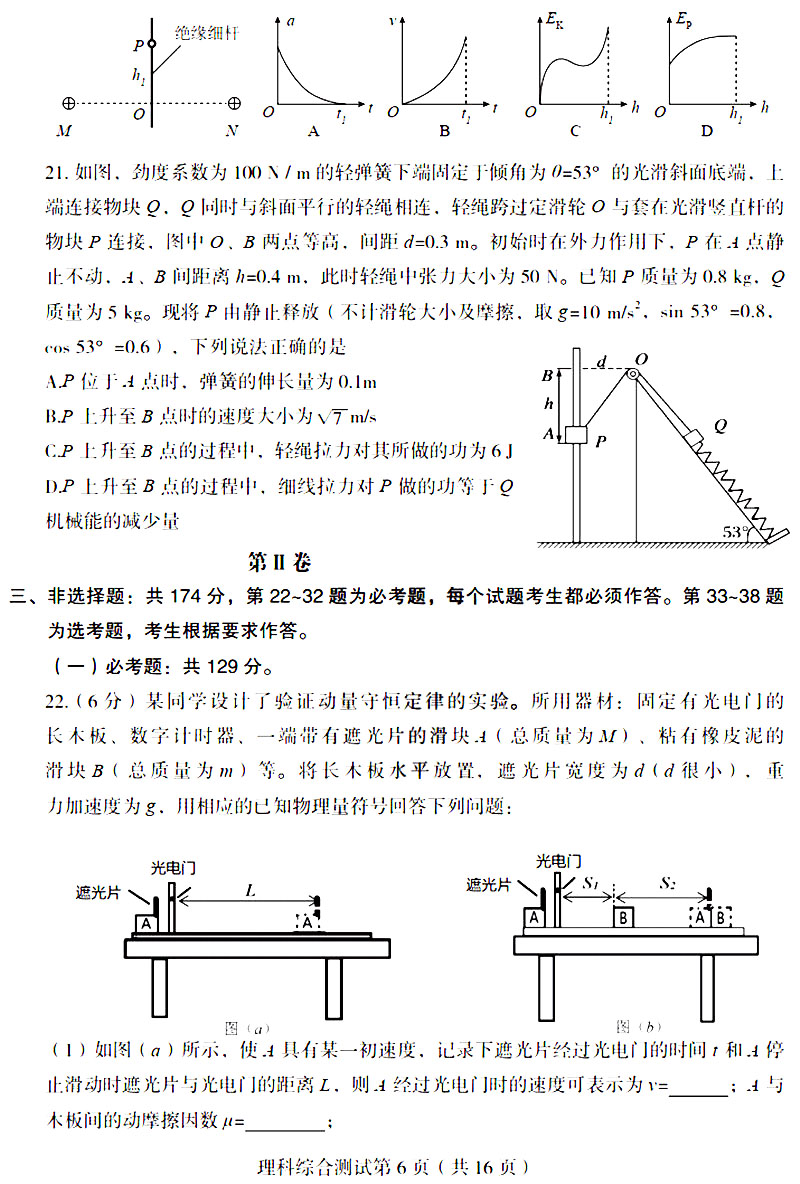 绝缘细杆
P
h1
M O N
a O t1 t A
v O t1 t B
EK O h1 h C
EP O h1 h D
21. 如图，劲度系数为 100 N / m 的轻弹簧下端固定于倾角为 θ=53° 的光滑斜面底端，上
端连接物块 Q，Q 同时与斜面平行的轻绳相连，轻绳跨过定滑轮 O 与套在光滑竖直杆的
物块 P 连接，图中 O、B 两点等高，间距 d=0.3 m。初始时在外力作用下，P 在 A 点静
止不动，A、B 间距离 h=0.4 m，此时轻绳中张力大小为 50 N。已知 P 质量为 0.8 kg，Q
质量为 5 kg。现将 P 由静止释放（不计滑轮大小及摩擦，取 g=10 m/s²，sin 53° =0.8，
cos 53° =0.6），下列说法正确的是
A.P 位于 A 点时，弹簧的伸长量为 0.1m
B.P 上升至 B 点时的速度大小为 √7 m/s
C.P 上升至 B 点的过程中，轻绳拉力对其所做的功为 6 J
D.P 上升至 B 点的过程中，细线拉力对 P 做的功等于 Q
机械能的减少量
d O
B
h
A P
Q
53°
第Ⅱ卷
三、非选择题：共 174 分，第 22~32 题为必考题，每个试题考生都必须作答。第 33~38 题
为选考题，考生根据要求作答。
（一）必考题：共 129 分。
22.（6 分）某同学设计了验证动量守恒定律的实验。所用器材：固定有光电门的
长木板、数字计时器、一端带有遮光片的滑块 A（总质量为 M）、粘有橡皮泥的
滑块 B（总质量为 m）等。将长木板水平放置，遮光片宽度为 d（d 很小），重
力加速度为 g，用相应的已知物理量符号回答下列问题：
光电门
遮光片
L
A A
图（a）
光电门
遮光片
S1 S2
A B A B
图（b）
（1）如图（a）所示，使 A 具有某一初速度，记录下遮光片经过光电门的时间 t 和 A 停
止滑动时遮光片与光电门的距离 L，则 A 经过光电门时的速度可表示为 v=______；A 与
木板间的动摩擦因数 μ=________；
理科综合测试第 6 页（共 16 页）